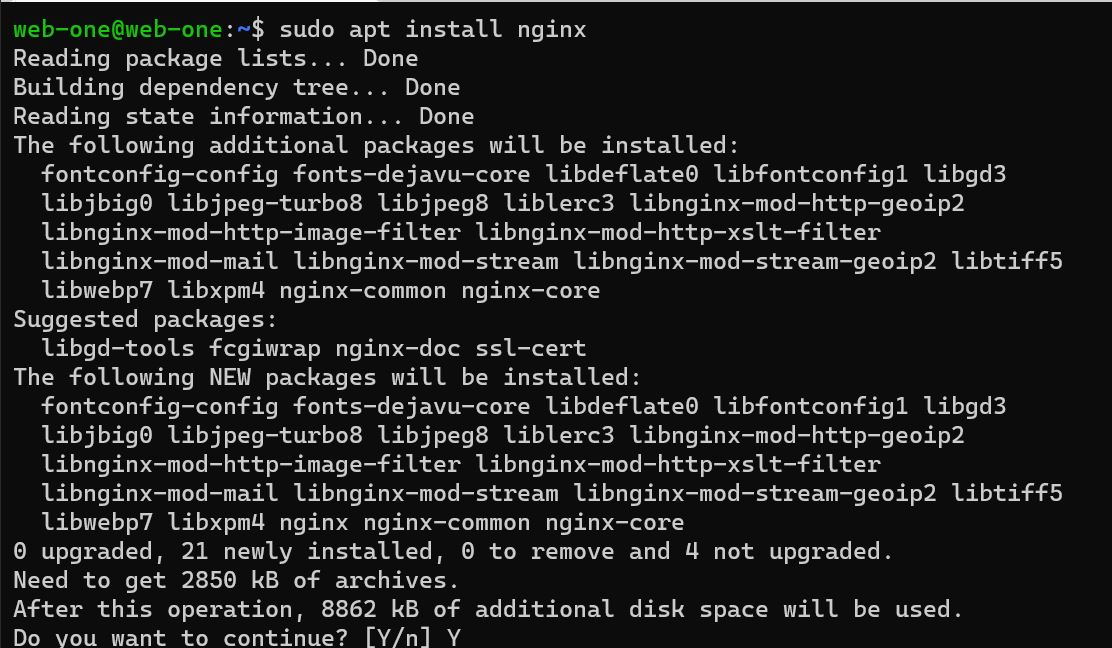 web-one@web-one:~$ sudo apt install nginx
Reading package lists... Done
Building dependency tree... Done
Reading state information... Done
The following additional packages will be installed:
  fontconfig-config fonts-dejavu-core libdeflate0 libfontconfig1 libgd3
  libjbig0 libjpeg-turbo8 libjpeg8 liblerc3 libnginx-mod-http-geoip2
  libnginx-mod-http-image-filter libnginx-mod-http-xslt-filter
  libnginx-mod-mail libnginx-mod-stream libnginx-mod-stream-geoip2 libtiff5
  libwebp7 libxpm4 nginx-common nginx-core
Suggested packages:
  libgd-tools fcgiwrap nginx-doc ssl-cert
The following NEW packages will be installed:
  fontconfig-config fonts-dejavu-core libdeflate0 libfontconfig1 libgd3
  libjbig0 libjpeg-turbo8 libjpeg8 liblerc3 libnginx-mod-http-geoip2
  libnginx-mod-http-image-filter libnginx-mod-http-xslt-filter
  libnginx-mod-mail libnginx-mod-stream libnginx-mod-stream-geoip2 libtiff5
  libwebp7 libxpm4 nginx nginx-common nginx-core
0 upgraded, 21 newly installed, 0 to remove and 4 not upgraded.
Need to get 2850 kB of archives.
After this operation, 8862 kB of additional disk space will be used.
Do you want to continue? [Y/n] Y